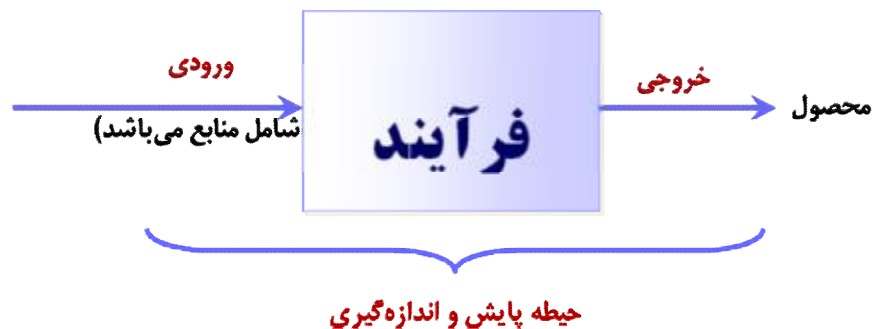 ورودی
شامل منابع می‌باشد)
فرآیند
خروجی
محصول
حیطه پایش و اندازه‌گیری